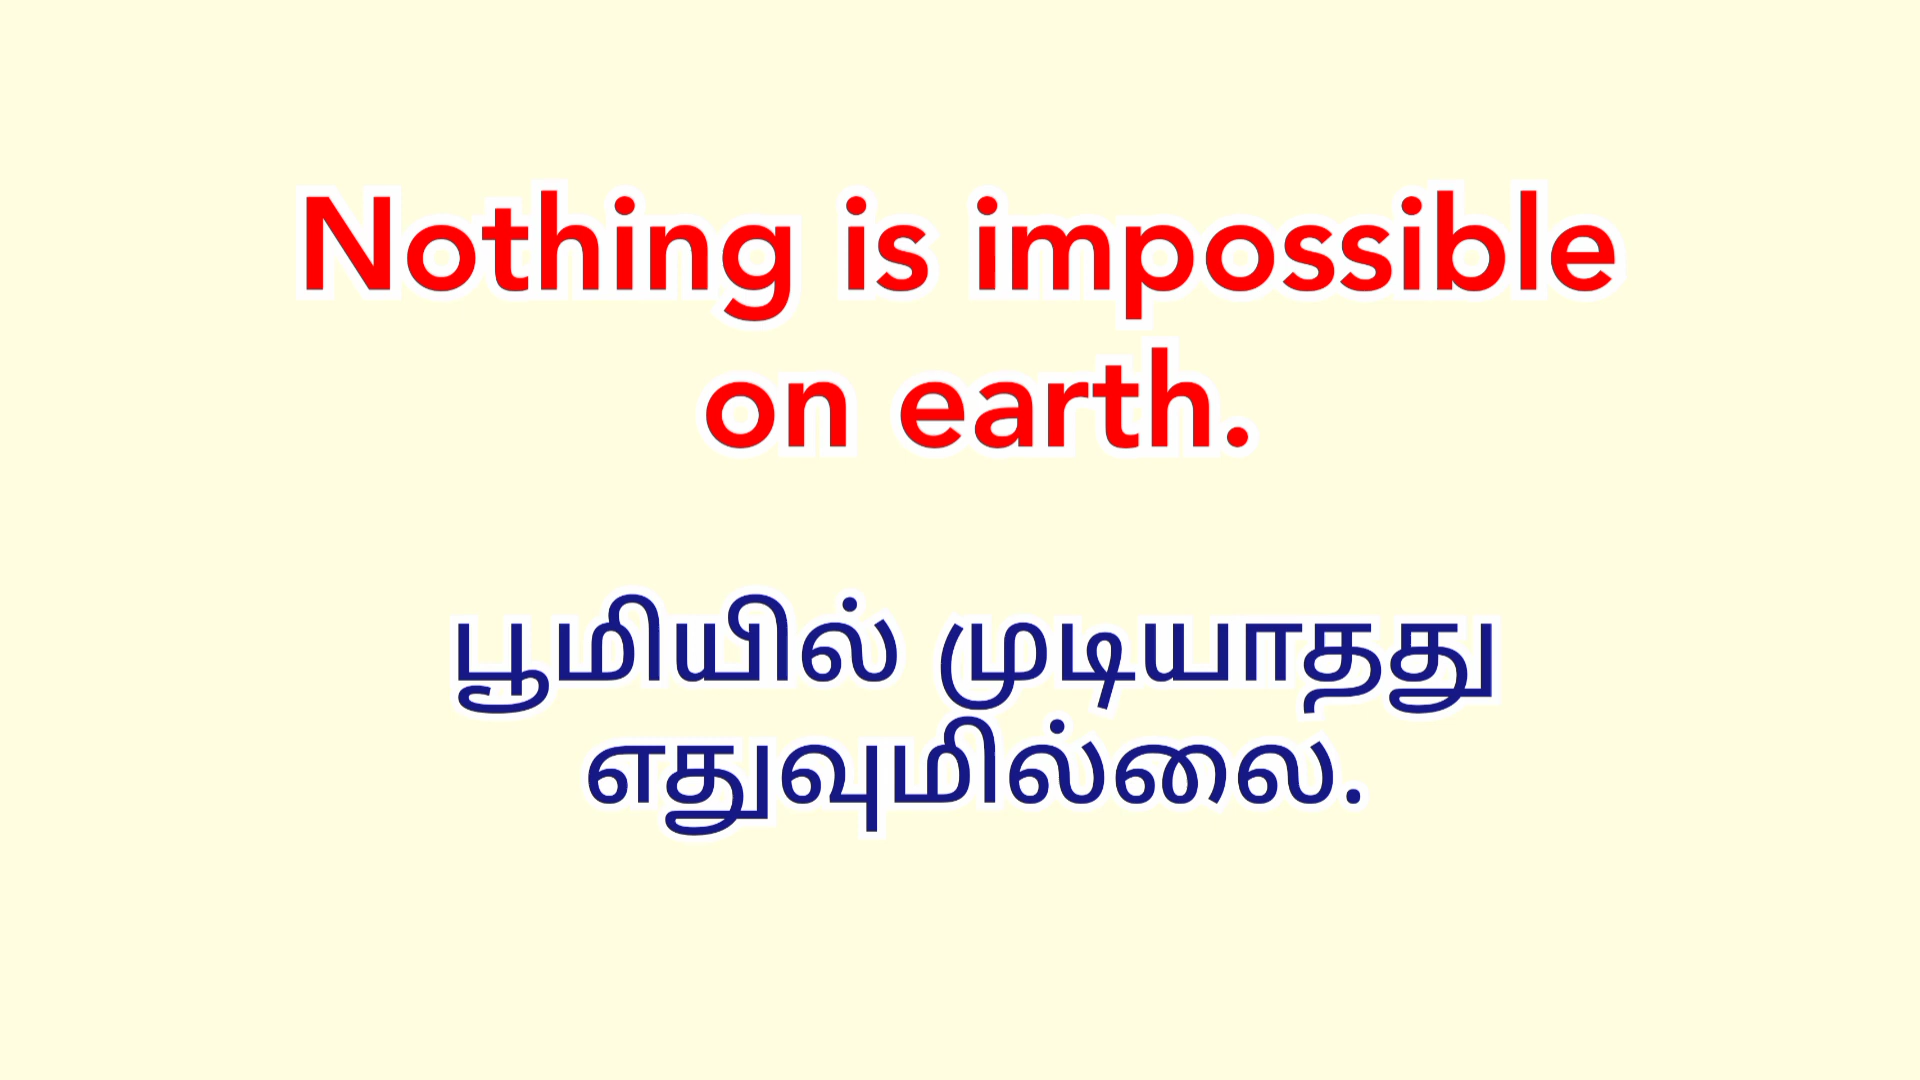 Nothing is impossible
on earth.
பூமியில் முடியாதது
எதுவுமில்லை.